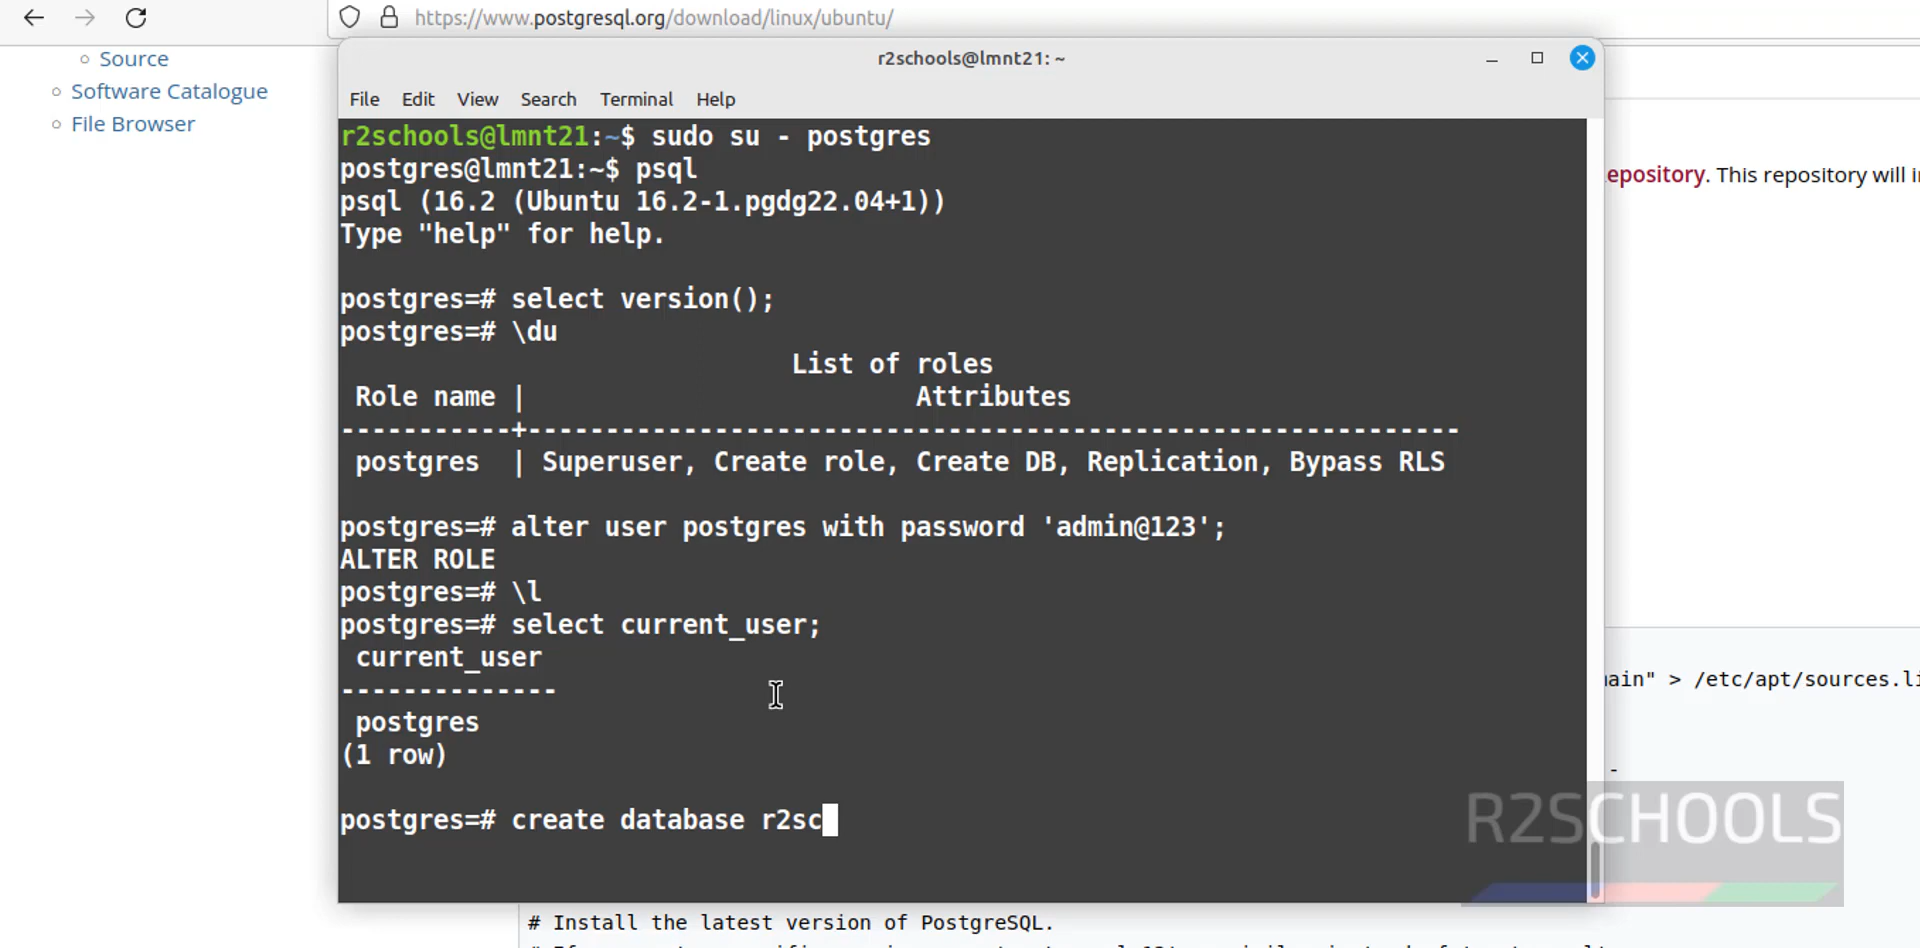 https://www.postgresql.org/download/linux/ubuntu/
Source
Software Catalogue
File Browser
r2schools@lmnt21: ~
File Edit View Search Terminal Help
r2schools@lmnt21:~$ sudo su - postgres
postgres@lmnt21:~$ psql
psql (16.2 (Ubuntu 16.2-1.pgdg22.04+1))
Type "help" for help.
postgres=# select version();
postgres=# \du
List of roles
Role name | Attributes
-----------+------------------------------------------------------------
postgres | Superuser, Create role, Create DB, Replication, Bypass RLS
postgres=# alter user postgres with password 'admin@123';
ALTER ROLE
postgres=# \l
postgres=# select current_user;
current_user
--------------
postgres
(1 row)
postgres=# create database r2sc
epository. This repository will i
ain" > /etc/apt/sources.li
-
R2SCHOOLS
# Install the latest version of PostgreSQL.